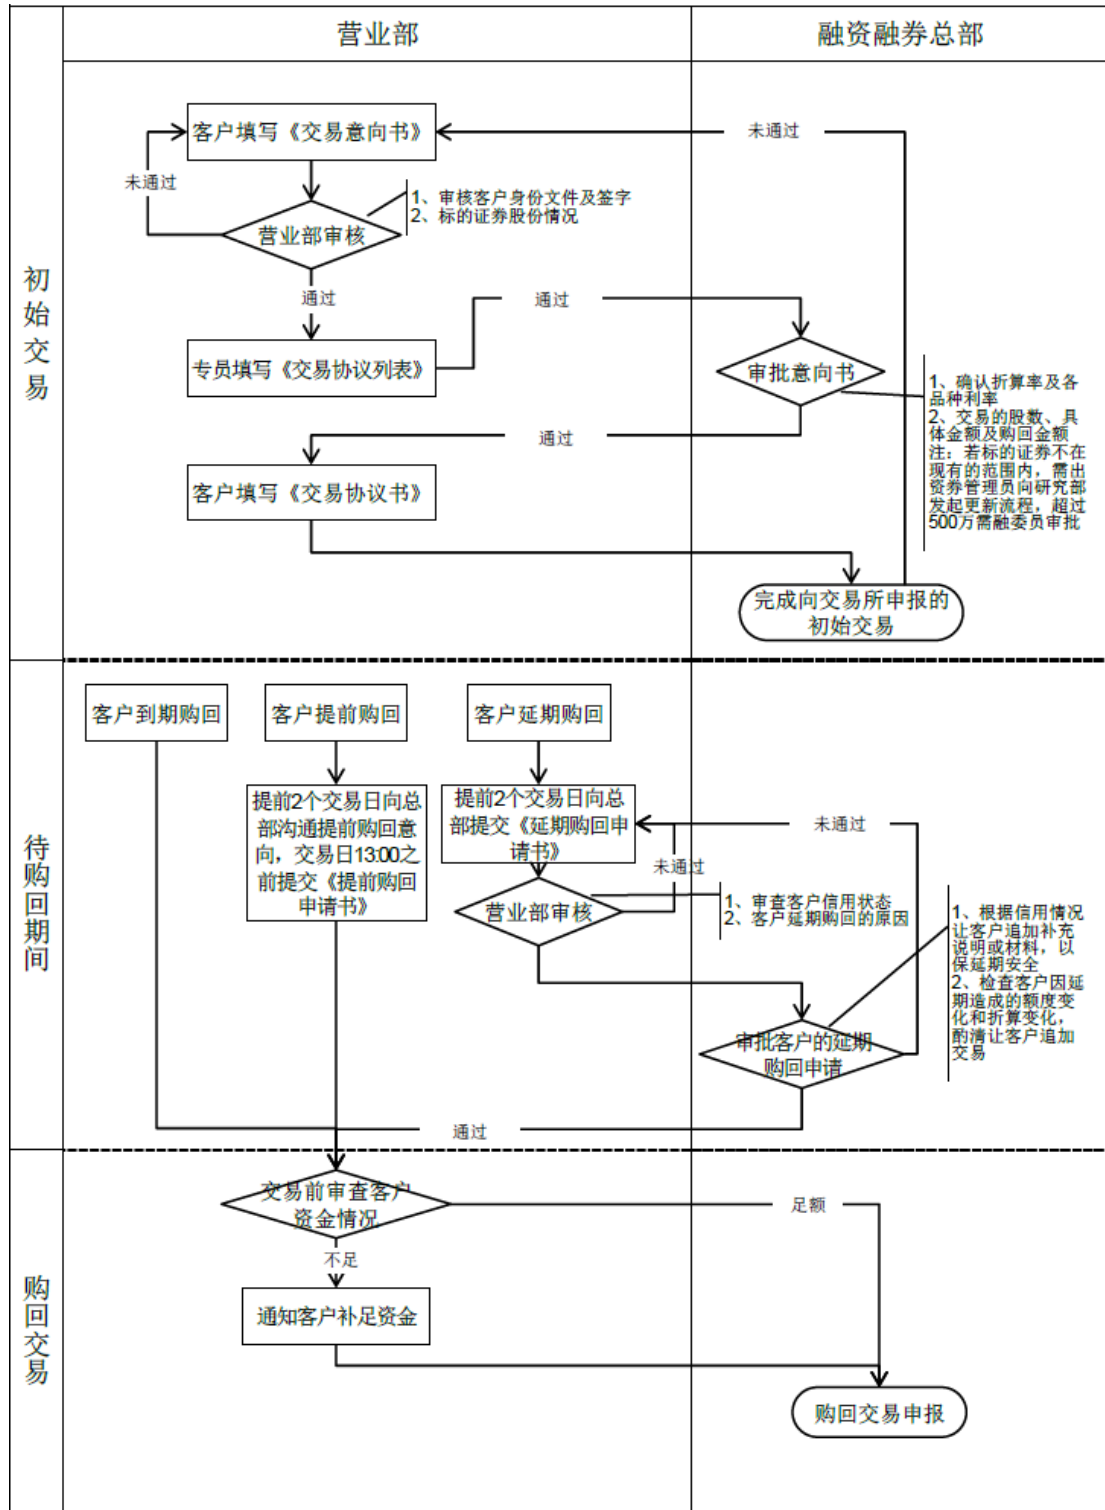 营业部
融资融券总部
初始交易
客户填写《交易意向书》
未通过
未通过
1、审核客户身份文件及签字
2、标的证券股份情况
营业部审核
通过
通过
专员填写《交易协议列表》
审批意向书
1、确认折算率及各
品种利率
2、交易的股数、具
体金额及购回金额
注：若标的证券不在
现有的范围内，需出
资券管理员向研究部
发起更新流程，超过
500万需融委员审批
通过
客户填写《交易协议书》
完成向交易所申报的
初始交易
待购回期间
客户到期购回
客户提前购回
客户延期购回
提前2个交易日向总
部沟通提前购回意
向，交易日13:00之
前提交《提前购回
申请书》
提前2个交易日向总
部提交《延期购回申
请书》
未通过
未通过
营业部审核
1、审查客户信用状态
2、客户延期购回的原因
1、根据信用情况
让客户追加补充
说明或材料，以
保延期安全
2、检查客户因延
期造成的额度变
化和折算变化，
酌清让客户追加
交易
审批客户的延期
购回申请
通过
购回交易
交易前审查客户
资金情况
足额
不足
通知客户补足资金
购回交易申报